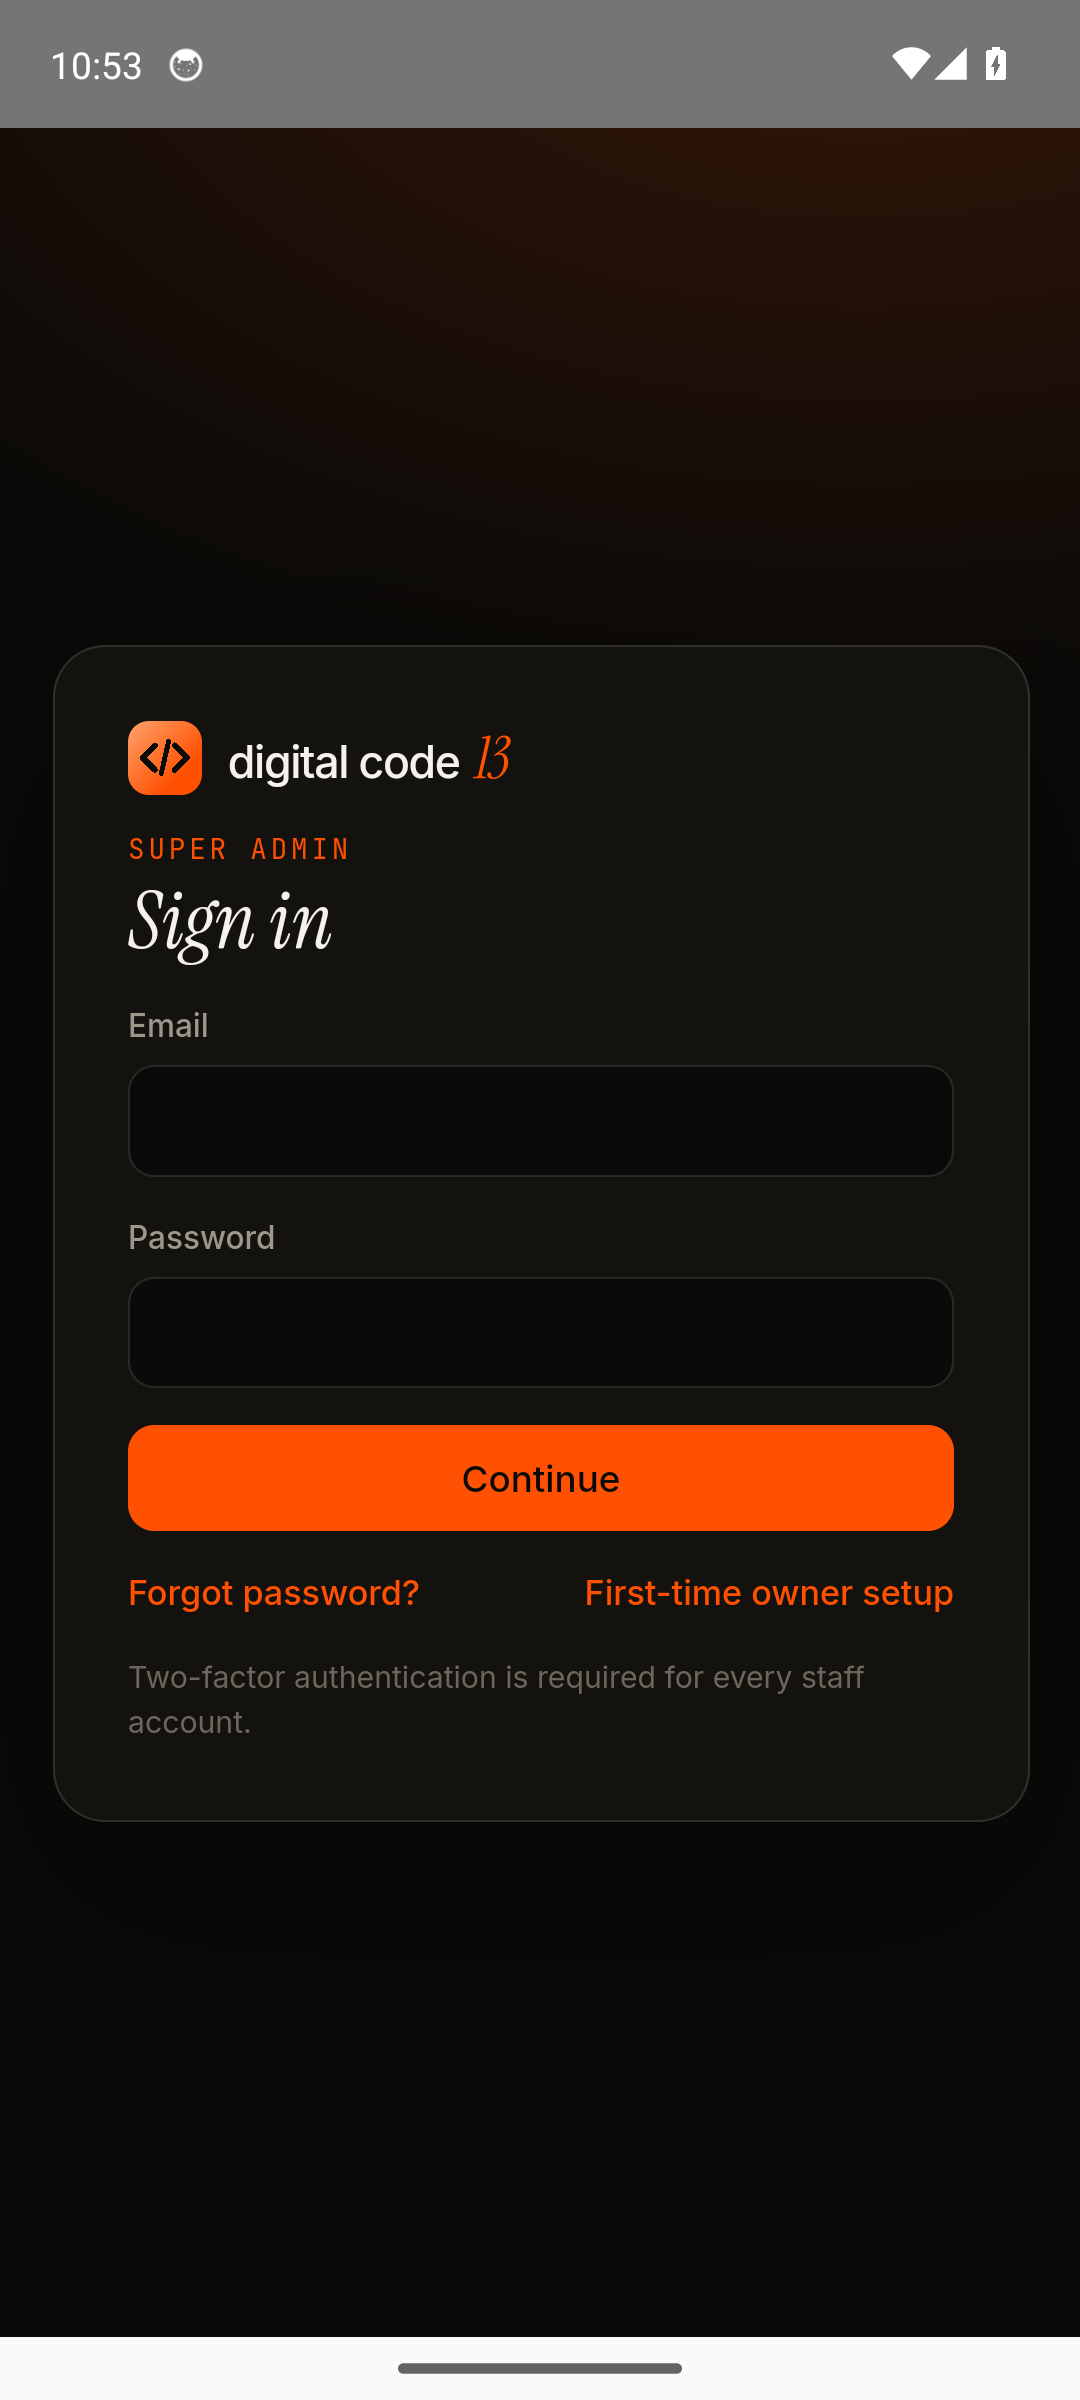 10:53
digital code 13
SUPER ADMIN
Sign in
Email
Password
Continue
Forgot password? First-time owner setup
Two-factor authentication is required for every staff
account.